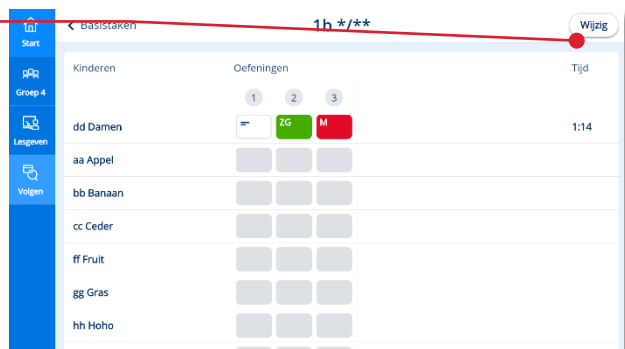 Start
Groep 4
Lesgeven
Volgen
Basistaken
1b */**
Wijzig
Kinderen Oefeningen Tijd
1 2 3
dd Damen ZG M 1:14
aa Appel
bb Banaan
cc Ceder
ff Fruit
gg Gras
hh Hoho